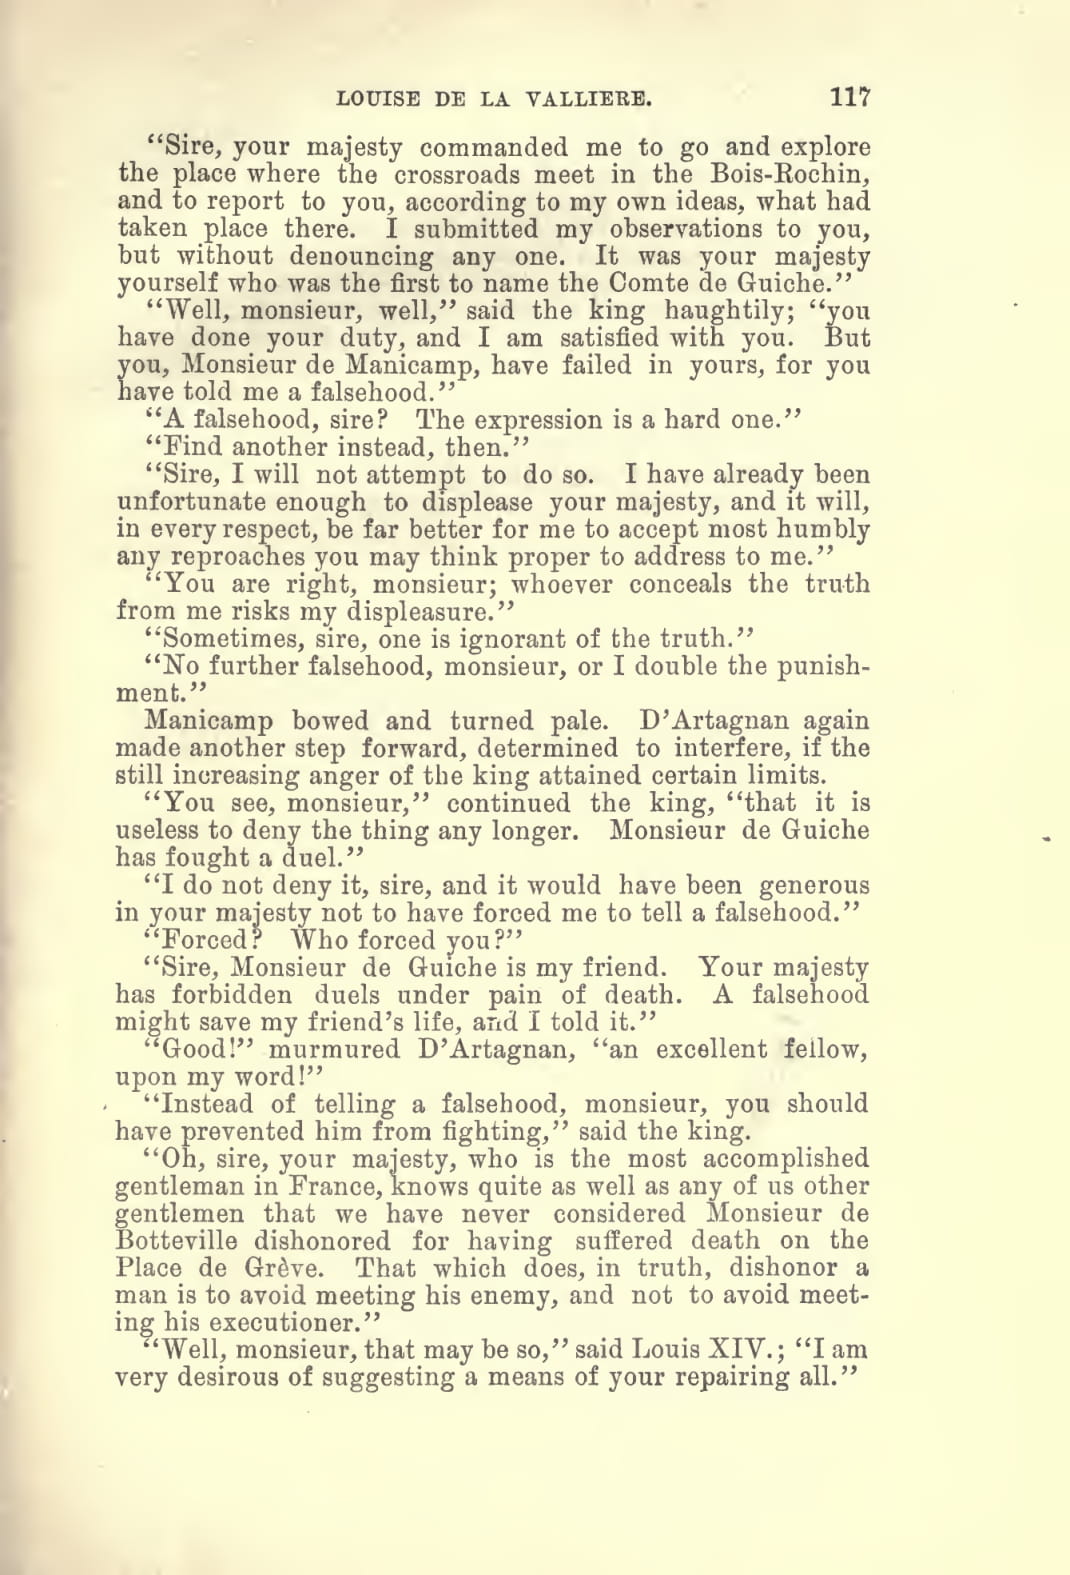 LOUISE DE LA VALLIERE. 117
“Sire, your majesty commanded me to go and explore
the place where the crossroads meet in the Bois-Rochin,
and to report to you, according to my own ideas, what had
taken place there. I submitted my observations to you,
but without denouncing any one. It was your majesty
yourself who was the first to name the Comte de Guiche.”
“Well, monsieur, well,” said the king haughtily; “you
have done your duty, and I am satisfied with you. But
you, Monsieur de Manicamp, have failed in yours, for you
have told me a falsehood.”
“A falsehood, sire? The expression is a hard one.”
“Find another instead, then.”
“Sire, I will not attempt to do so. I have already been
unfortunate enough to displease your majesty, and it will,
in every respect, be far better for me to accept most humbly
any reproaches you may think proper to address to me.”
“You are right, monsieur; whoever conceals the truth
from me risks my displeasure.”
“Sometimes, sire, one is ignorant of the truth.”
“No further falsehood, monsieur, or I double the punish-
ment.”
Manicamp bowed and turned pale. D’Artagnan again
made another step forward, determined to interfere, if the
still increasing anger of the king attained certain limits.
“You see, monsieur,” continued the king, “that it is
useless to deny the thing any longer. Monsieur de Guiche
has fought a duel.”
“I do not deny it, sire, and it would have been generous
in your majesty not to have forced me to tell a falsehood.”
“Forced? Who forced you?”
“Sire, Monsieur de Guiche is my friend. Your majesty
has forbidden duels under pain of death. A falsehood
might save my friend’s life, and I told it.”
“Good!” murmured D’Artagnan, “an excellent fellow,
upon my word!”
“Instead of telling a falsehood, monsieur, you should
have prevented him from fighting,” said the king.
“Oh, sire, your majesty, who is the most accomplished
gentleman in France, knows quite as well as any of us other
gentlemen that we have never considered Monsieur de
Botteville dishonored for having suffered death on the
Place de Grève. That which does, in truth, dishonor a
man is to avoid meeting his enemy, and not to avoid meet-
ing his executioner.”
“Well, monsieur, that may be so,” said Louis XIV.; “I am
very desirous of suggesting a means of your repairing all.”